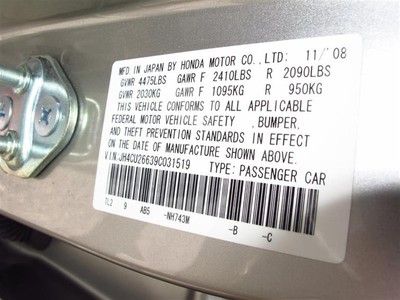 MFD. IN JAPAN BY HONDA MOTOR CO., LTD: 11/'08
GVWR 4475LBS GAWR F 2410LBS R 2090LBS
GVWR 2030KG GAWR F 1095KG R 950KG
THIS VEHICLE CONFORMS TO ALL APPLICABLE
FEDERAL MOTOR VEHICLE SAFETY , BUMPER,
AND THEFT PREVENTION STANDARDS IN EFFECT
ON THE DATE OF MANUFACTURE SHOWN ABOVE.
V.I.N: JH4CU26639C031519 TYPE: PASSENGER CAR
TL2 9 AB5 -NH743M -B -C